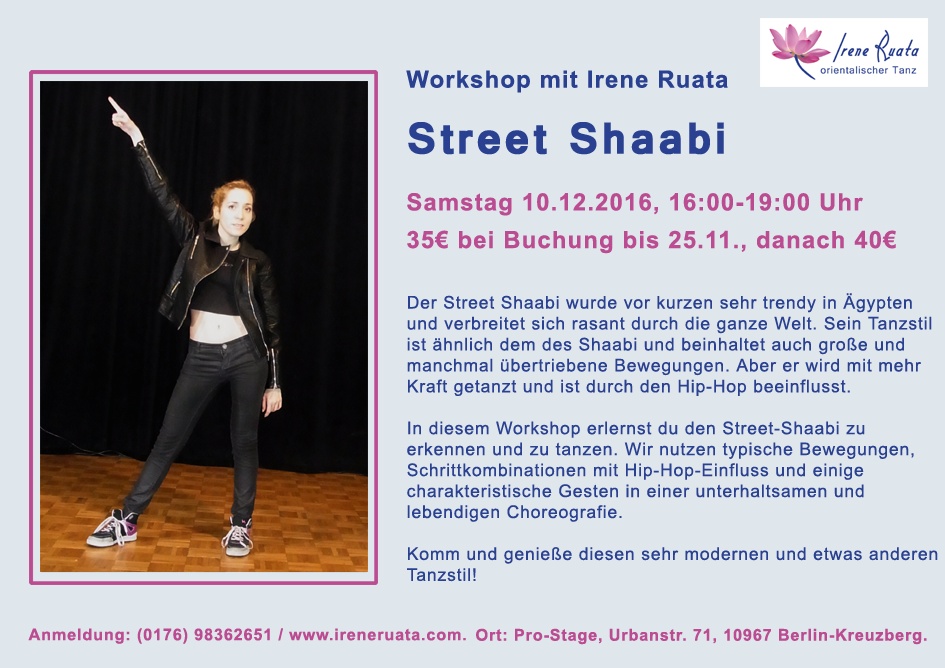 Irene Ruata
orientalischer Tanz
Workshop mit Irene Ruata
Street Shaabi
Samstag 10.12.2016, 16:00-19:00 Uhr
35€ bei Buchung bis 25.11., danach 40€
Der Street Shaabi wurde vor kurzen sehr trendy in Ägypten
und verbreitet sich rasant durch die ganze Welt. Sein Tanzstil
ist ähnlich dem des Shaabi und beinhaltet auch große und
manchmal übertriebene Bewegungen. Aber er wird mit mehr
Kraft getanzt und ist durch den Hip-Hop beeinflusst.
In diesem Workshop erlernst du den Street-Shaabi zu
erkennen und zu tanzen. Wir nutzen typische Bewegungen,
Schrittkombinationen mit Hip-Hop-Einfluss und einige
charakteristische Gesten in einer unterhaltsamen und
lebendigen Choreografie.
Komm und genieße diesen sehr modernen und etwas anderen
Tanzstil!
Anmeldung: (0176) 98362651 / www.ireneruata.com. Ort: Pro-Stage, Urbanstr. 71, 10967 Berlin-Kreuzberg.